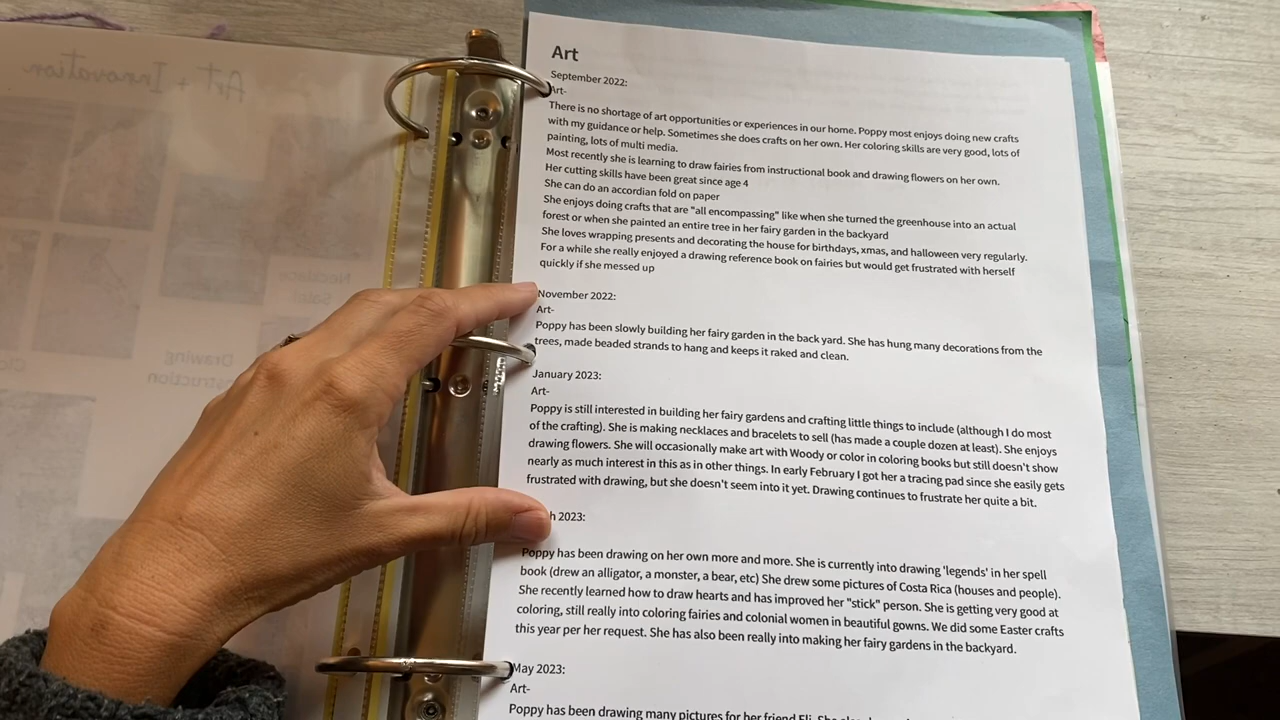 Art + Innovation
Drawing
Art
September 2022:
Art-
There is no shortage of art opportunities or experiences in our home. Poppy most enjoys doing new crafts
with my guidance or help. Sometimes she does crafts on her own. Her coloring skills are very good, lots of
painting, lots of multi media.
Most recently she is learning to draw fairies from instructional book and drawing flowers on her own.
Her cutting skills have been great since age 4
She can do an accordian fold on paper
She enjoys doing crafts that are "all encompassing" like when she turned the greenhouse into an actual
forest or when she painted an entire tree in her fairy garden in the backyard
She loves wrapping presents and decorating the house for birthdays, xmas, and halloween very regularly.
For a while she really enjoyed a drawing reference book on fairies but would get frustrated with herself
quickly if she messed up
November 2022:
Art-
Poppy has been slowly building her fairy garden in the back yard. She has hung many decorations from the
trees, made beaded strands to hang and keeps it raked and clean.
January 2023:
Art-
Poppy is still interested in building her fairy gardens and crafting little things to include (although I do most
of the crafting). She is making necklaces and bracelets to sell (has made a couple dozen at least). She enjoys
drawing flowers. She will occasionally make art with Woody or color in coloring books but still doesn't show
nearly as much interest in this as in other things. In early February I got her a tracing pad since she easily gets
frustrated with drawing, but she doesn't seem into it yet. Drawing continues to frustrate her quite a bit.
h 2023:
Poppy has been drawing on her own more and more. She is currently into drawing 'legends' in her spell
book (drew an alligator, a monster, a bear, etc) She drew some pictures of Costa Rica (houses and people).
She recently learned how to draw hearts and has improved her "stick" person. She is getting very good at
coloring, still really into coloring fairies and colonial women in beautiful gowns. We did some Easter crafts
this year per her request. She has also been really into making her fairy gardens in the backyard.
May 2023:
Art-
Poppy has been drawing many pictures for her friend Eli. She